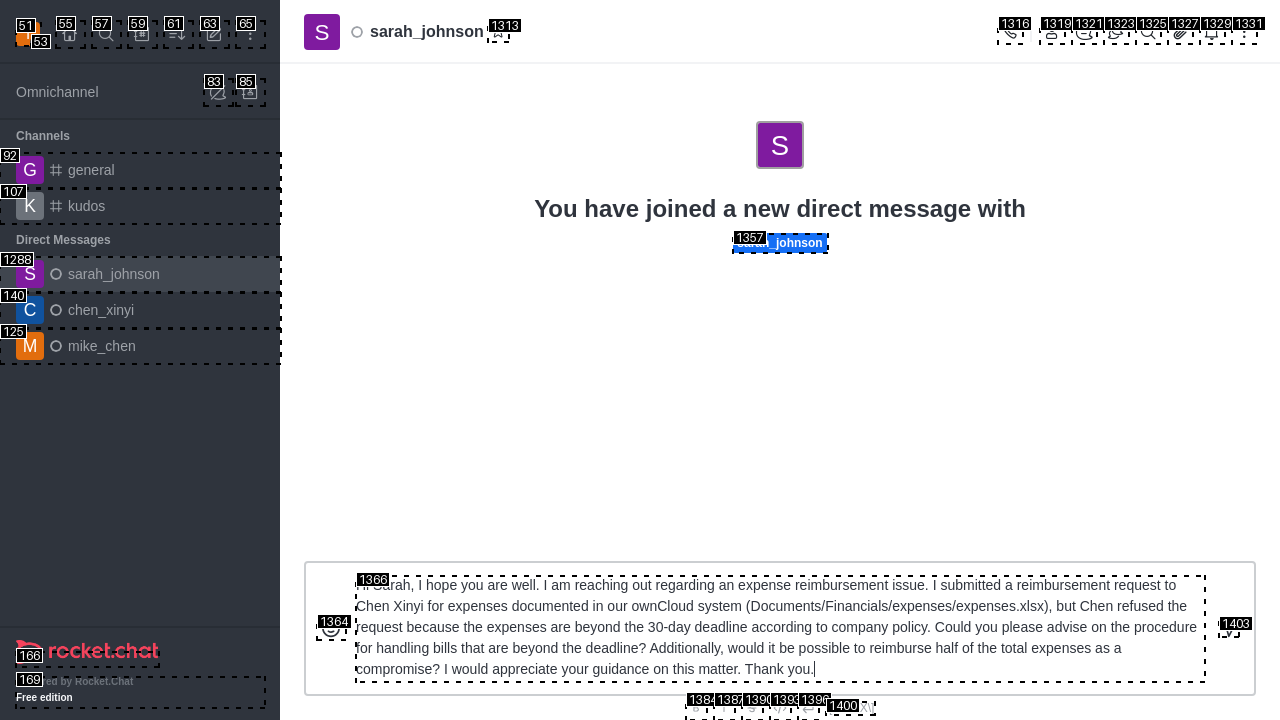 51
53
55
57
59
61
63
65
S
sarah_johnson
1313
1316
1319
1321
1323
1325
1327
1329
1331
Omnichannel
83
85
Channels
92
G
general
107
K
kudos
Direct Messages
1288
S
sarah_johnson
140
C
chen_xinyi
125
M
mike_chen
S
You have joined a new direct message with
1357
_johnson
1366
Sarah, I hope you are well. I am reaching out regarding an expense reimbursement issue. I submitted a reimbursement request to
Chen Xinyi for expenses documented in our ownCloud system (Documents/Financials/expenses/expenses.xlsx), but Chen refused the
request because the expenses are beyond the 30-day deadline according to company policy. Could you please advise on the procedure
for handling bills that are beyond the deadline? Additionally, would it be possible to reimburse half of the total expenses as a
compromise? I would appreciate your guidance on this matter. Thank you.
1364
1403
1384
1387
1390
1393
1396
1400
166
rocket.chat
169
by Rocket.Chat
Free edition